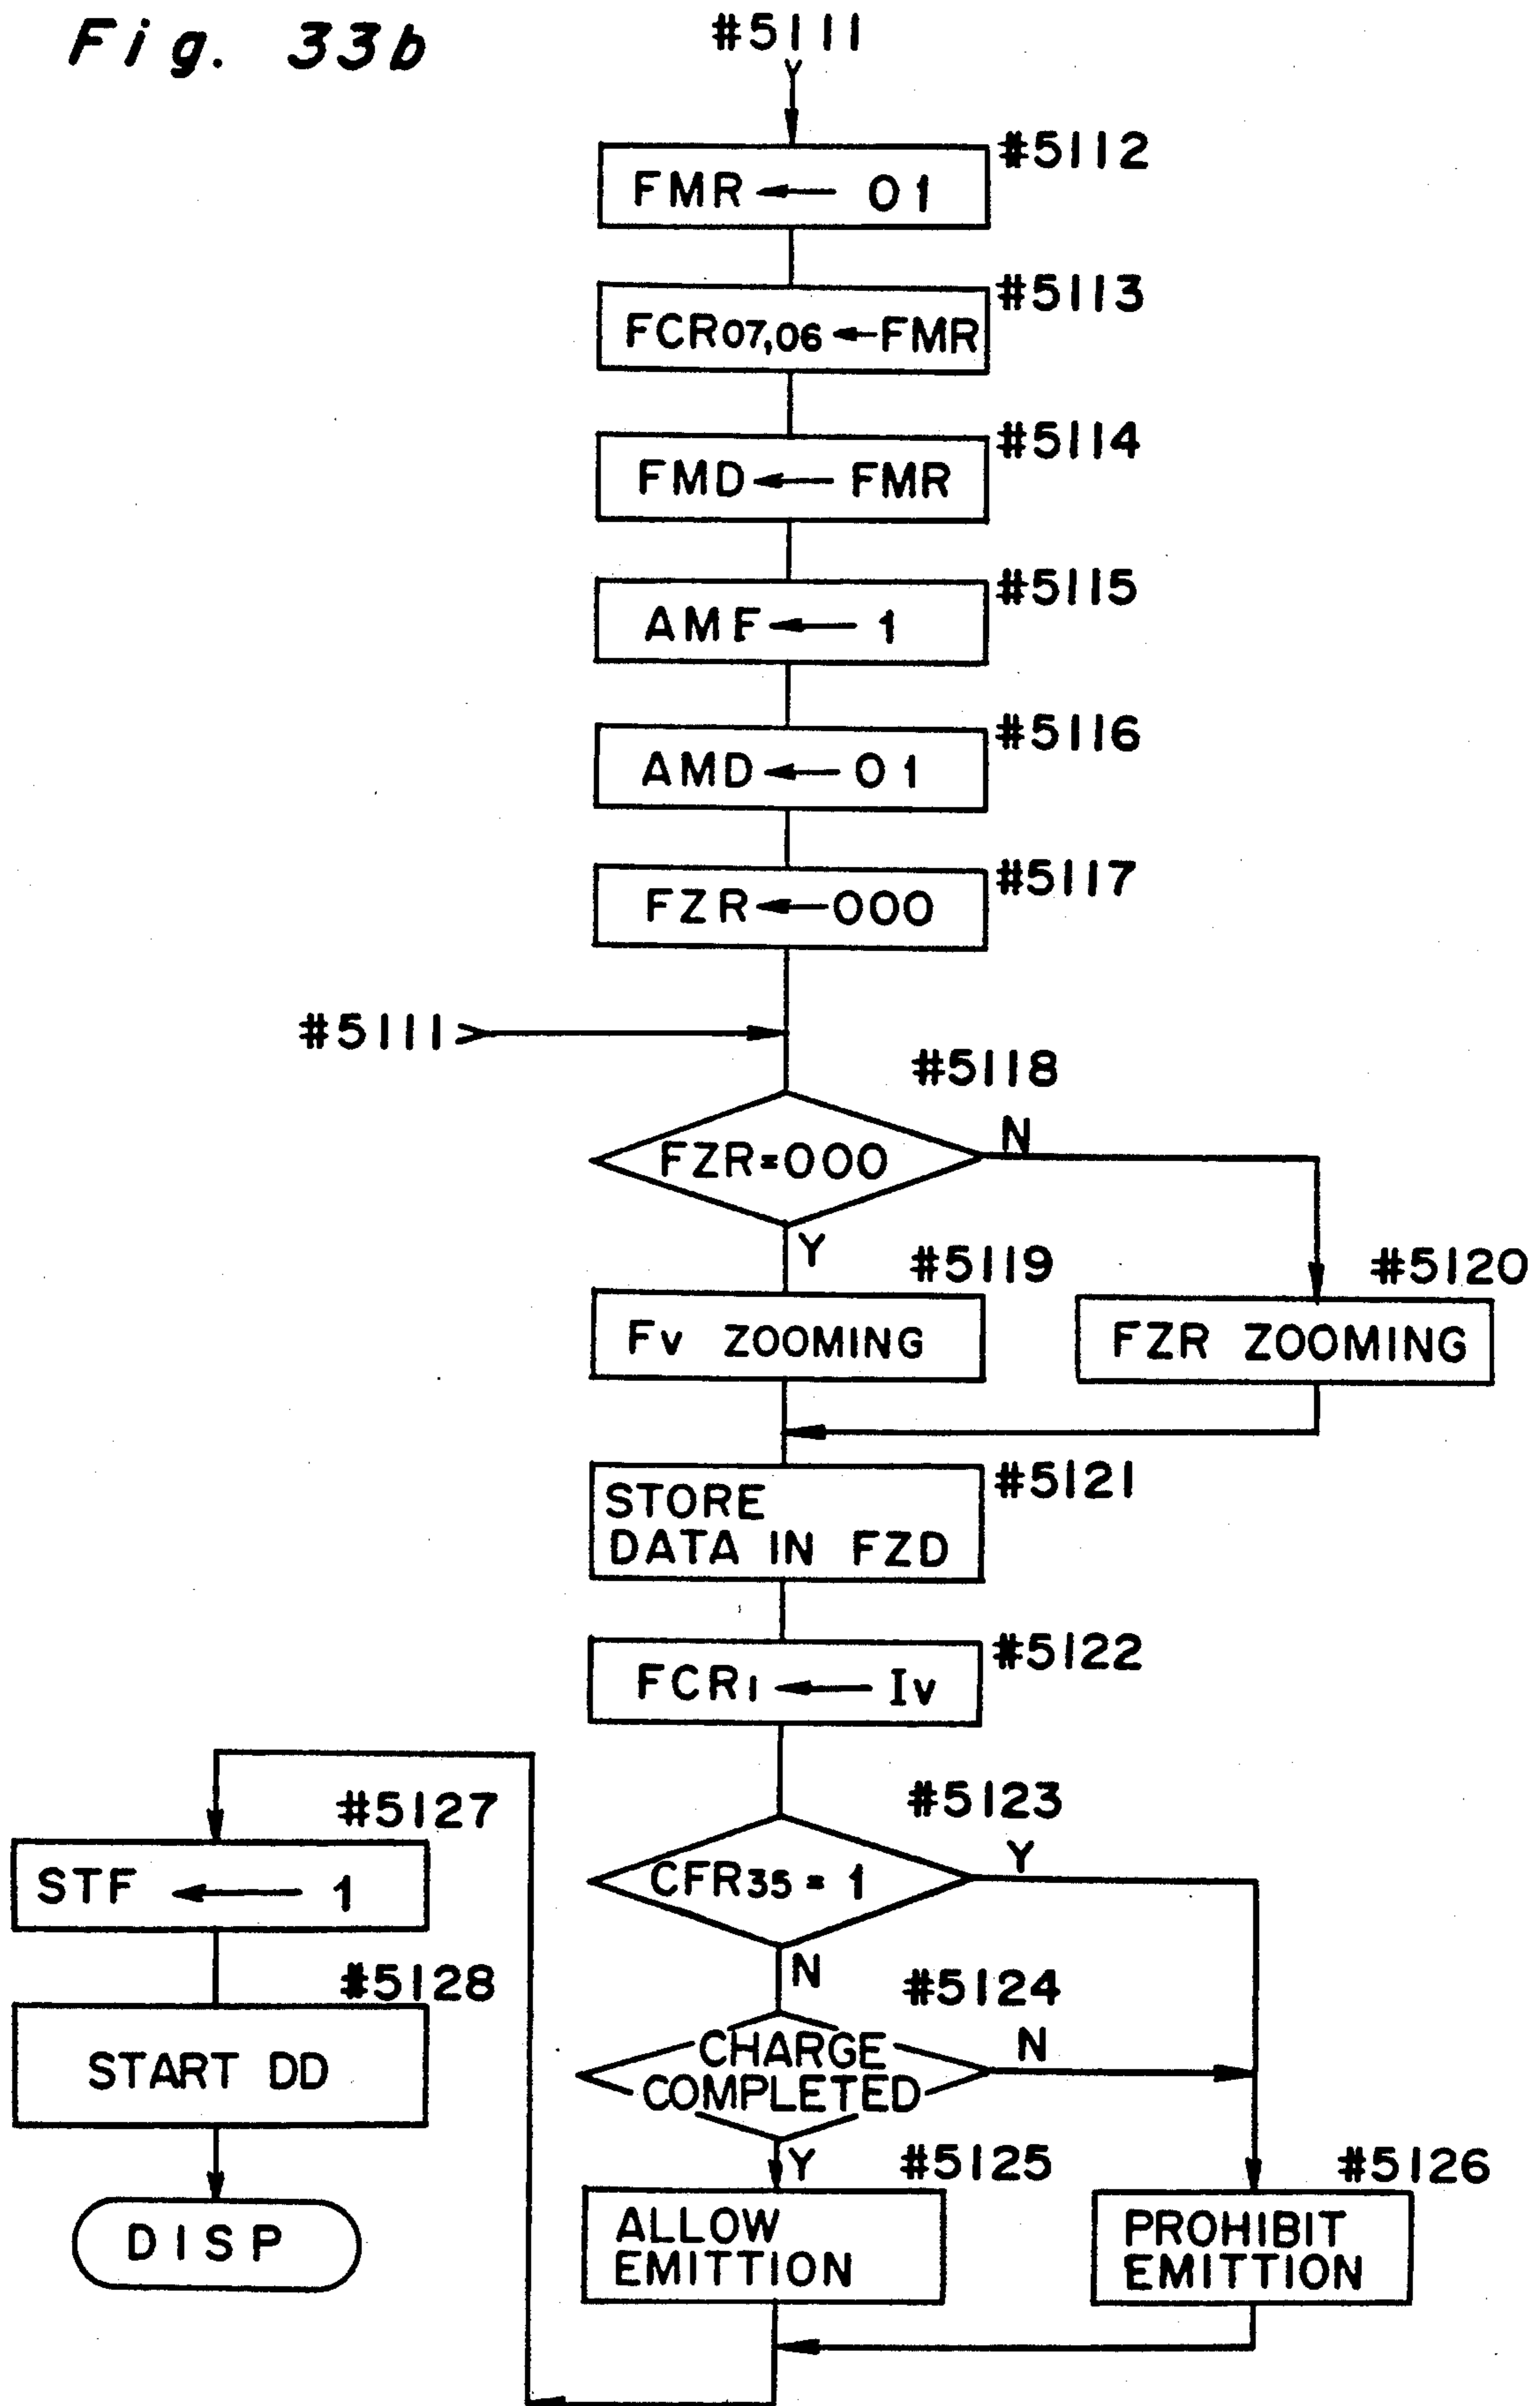 Fig. 33b
#5111
#5112
FMR ← 01
#5113
FCR07,06 ← FMR
#5114
FMD ← FMR
#5115
AMF ← 1
#5116
AMD ← 01
#5117
FZR ← 000
#5111
#5118
FZR=000
N
Y
#5119
Fv ZOOMING
#5120
FZR ZOOMING
#5121
STORE
DATA IN FZD
#5122
FCR1 ← Iv
#5123
CFR35 = 1
Y
N
#5124
CHARGE
COMPLETED
N
Y
#5125
ALLOW
EMITTION
#5126
PROHIBIT
EMITTION
#5127
STF ← 1
#5128
START DD
DISP